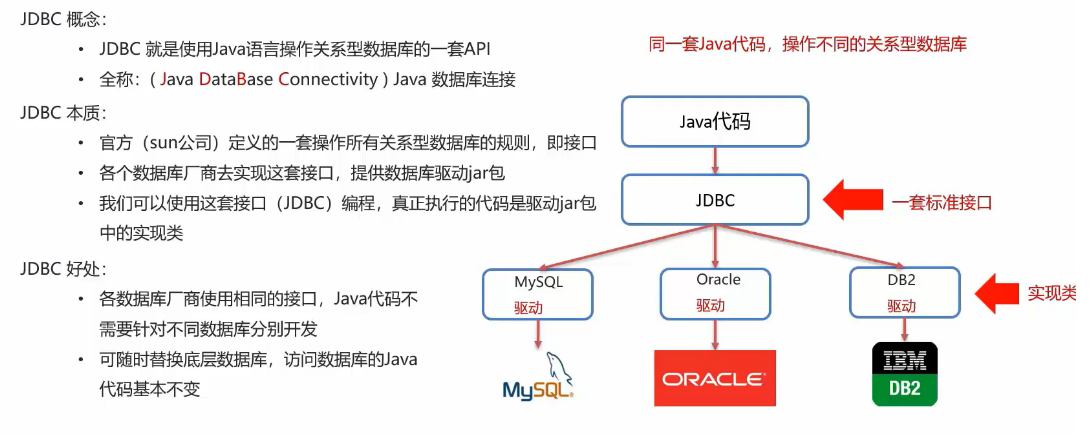 JDBC 概念：
• JDBC 就是使用Java语言操作关系型数据库的一套API
• 全称：( Java DataBase Connectivity ) Java 数据库连接
JDBC 本质：
• 官方（sun公司）定义的一套操作所有关系型数据库的规则，即接口
• 各个数据库厂商去实现这套接口，提供数据库驱动jar包
• 我们可以使用这套接口（JDBC）编程，真正执行的代码是驱动jar包
中的实现类
JDBC 好处：
• 各数据库厂商使用相同的接口，Java代码不
需要针对不同数据库分别开发
• 可随时替换底层数据库，访问数据库的Java
代码基本不变
同一套Java代码，操作不同的关系型数据库
Java代码
JDBC
一套标准接口
MySQL
驱动
Oracle
驱动
DB2
驱动
实现类
MySQL
ORACLE
IBM
DB2